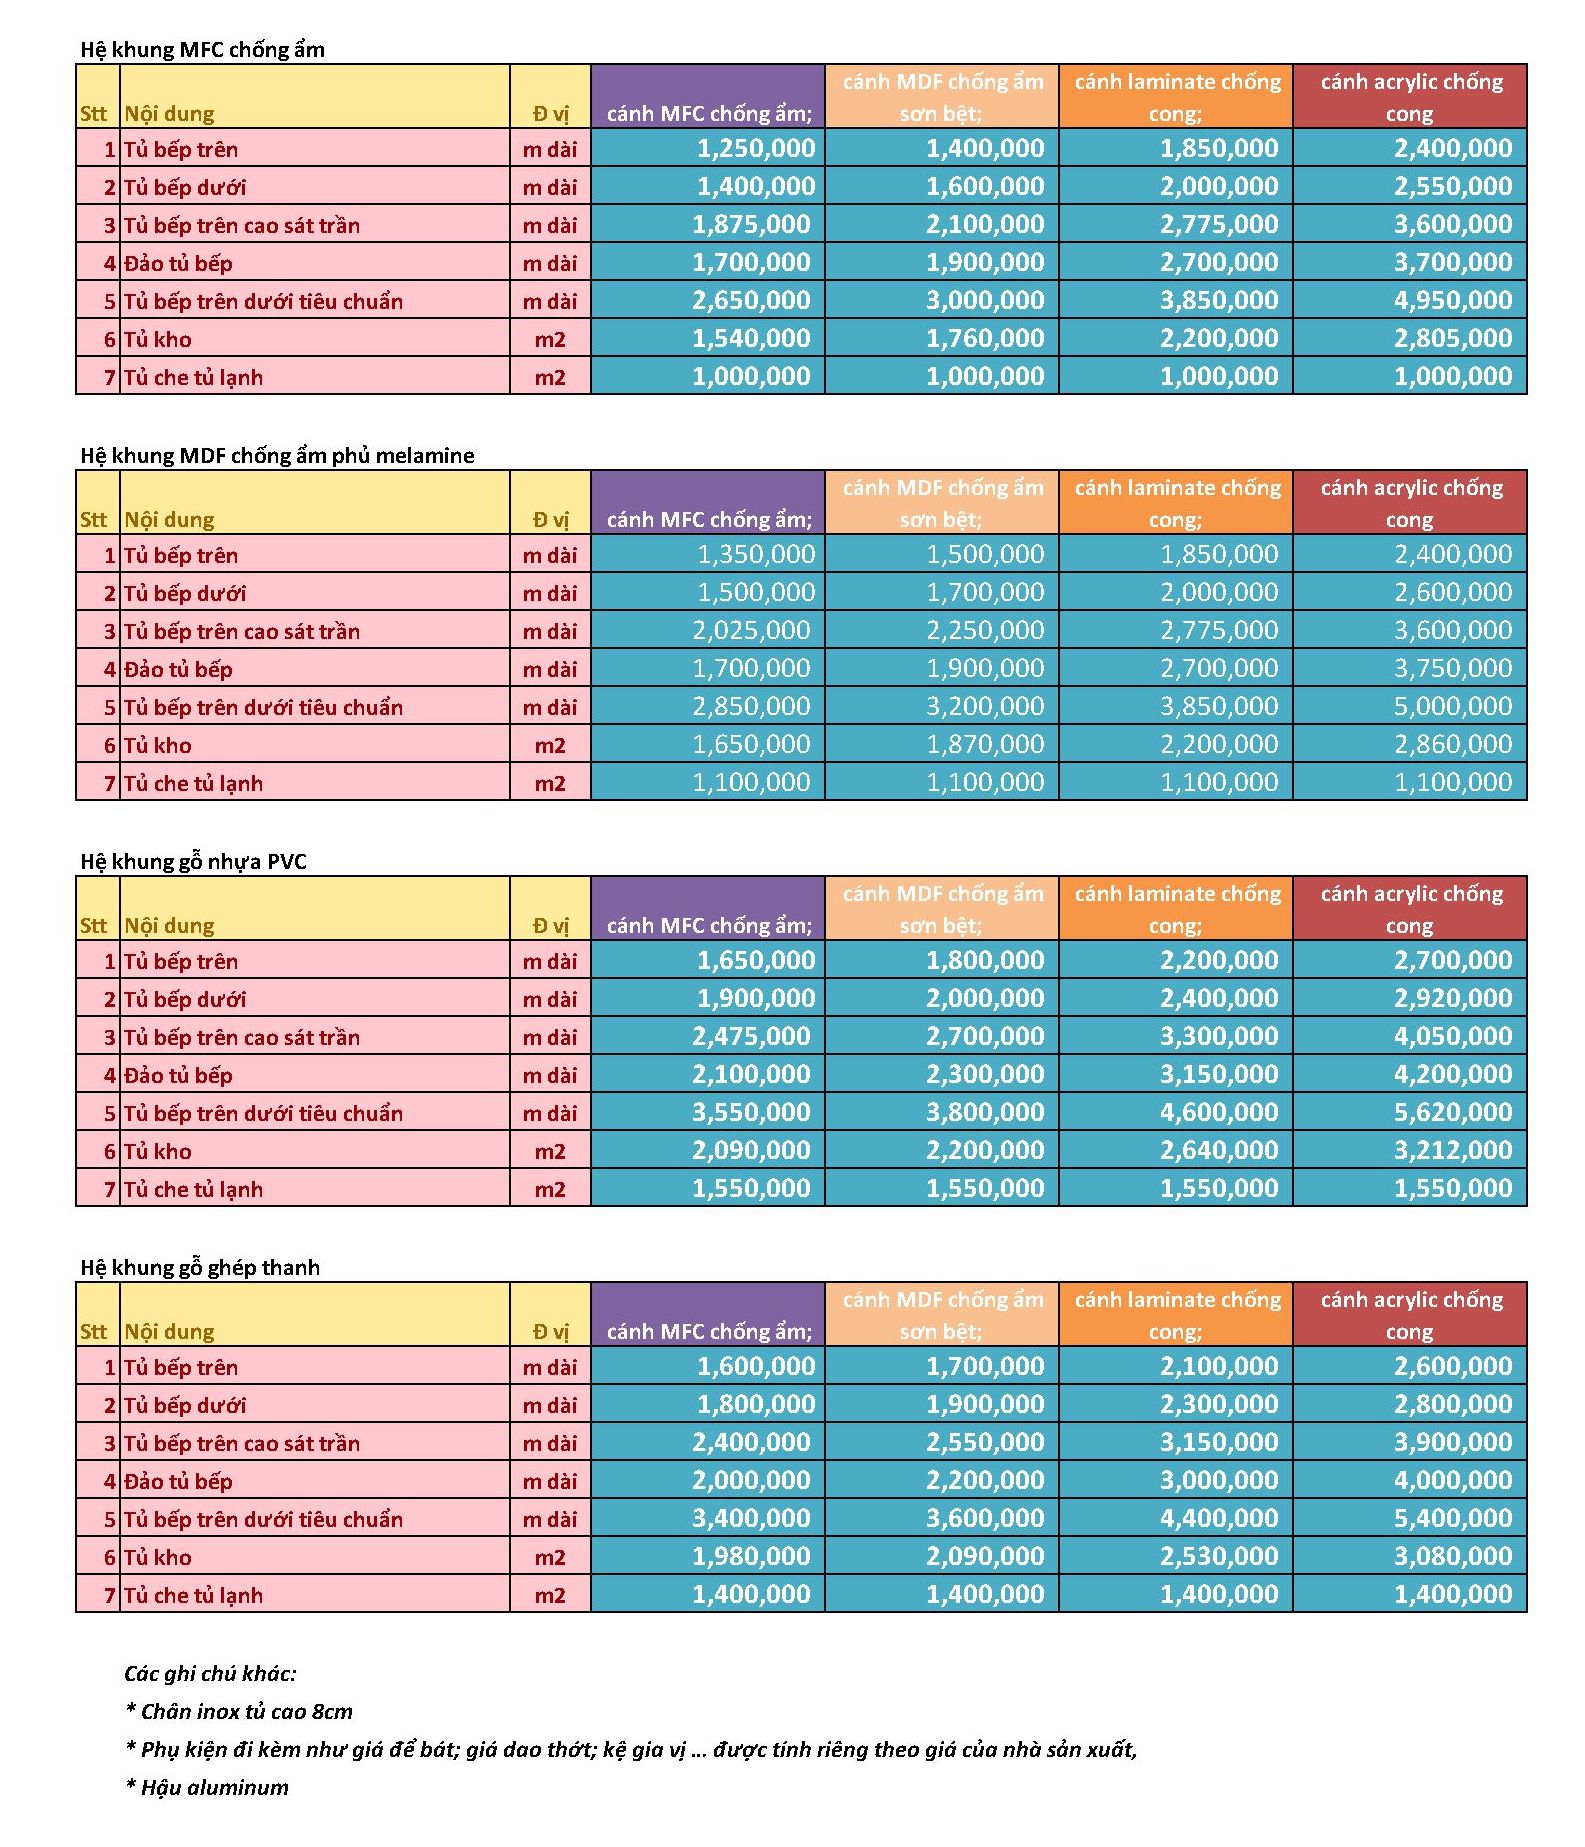 Hệ khung MFC chống ẩm
Stt Nội dung Đ vị cánh MFC chống ẩm; cánh MDF chống ẩm sơn bệt; cánh laminate chống cong; cánh acrylic chống cong
1 Tủ bếp trên m dài 1,250,000 1,400,000 1,850,000 2,400,000
2 Tủ bếp dưới m dài 1,400,000 1,600,000 2,000,000 2,550,000
3 Tủ bếp trên cao sát trần m dài 1,875,000 2,100,000 2,775,000 3,600,000
4 Đảo tủ bếp m dài 1,700,000 1,900,000 2,700,000 3,700,000
5 Tủ bếp trên dưới tiêu chuẩn m dài 2,650,000 3,000,000 3,850,000 4,950,000
6 Tủ kho m2 1,540,000 1,760,000 2,200,000 2,805,000
7 Tủ che tủ lạnh m2 1,000,000 1,000,000 1,000,000 1,000,000
Hệ khung MDF chống ẩm phủ melamine
Stt Nội dung Đ vị cánh MFC chống ẩm; cánh MDF chống ẩm sơn bệt; cánh laminate chống cong; cánh acrylic chống cong
1 Tủ bếp trên m dài 1,350,000 1,500,000 1,850,000 2,400,000
2 Tủ bếp dưới m dài 1,500,000 1,700,000 2,000,000 2,600,000
3 Tủ bếp trên cao sát trần m dài 2,025,000 2,250,000 2,775,000 3,600,000
4 Đảo tủ bếp m dài 1,700,000 1,900,000 2,700,000 3,750,000
5 Tủ bếp trên dưới tiêu chuẩn m dài 2,850,000 3,200,000 3,850,000 5,000,000
6 Tủ kho m2 1,650,000 1,870,000 2,200,000 2,860,000
7 Tủ che tủ lạnh m2 1,100,000 1,100,000 1,100,000 1,100,000
Hệ khung gỗ nhựa PVC
Stt Nội dung Đ vị cánh MFC chống ẩm; cánh MDF chống ẩm sơn bệt; cánh laminate chống cong; cánh acrylic chống cong
1 Tủ bếp trên m dài 1,650,000 1,800,000 2,200,000 2,700,000
2 Tủ bếp dưới m dài 1,900,000 2,000,000 2,400,000 2,920,000
3 Tủ bếp trên cao sát trần m dài 2,475,000 2,700,000 3,300,000 4,050,000
4 Đảo tủ bếp m dài 2,100,000 2,300,000 3,150,000 4,200,000
5 Tủ bếp trên dưới tiêu chuẩn m dài 3,550,000 3,800,000 4,600,000 5,620,000
6 Tủ kho m2 2,090,000 2,200,000 2,640,000 3,212,000
7 Tủ che tủ lạnh m2 1,550,000 1,550,000 1,550,000 1,550,000
Hệ khung gỗ ghép thanh
Stt Nội dung Đ vị cánh MFC chống ẩm; cánh MDF chống ẩm sơn bệt; cánh laminate chống cong; cánh acrylic chống cong
1 Tủ bếp trên m dài 1,600,000 1,700,000 2,100,000 2,600,000
2 Tủ bếp dưới m dài 1,800,000 1,900,000 2,300,000 2,800,000
3 Tủ bếp trên cao sát trần m dài 2,400,000 2,550,000 3,150,000 3,900,000
4 Đảo tủ bếp m dài 2,000,000 2,200,000 3,000,000 4,000,000
5 Tủ bếp trên dưới tiêu chuẩn m dài 3,400,000 3,600,000 4,400,000 5,400,000
6 Tủ kho m2 1,980,000 2,090,000 2,530,000 3,080,000
7 Tủ che tủ lạnh m2 1,400,000 1,400,000 1,400,000 1,400,000
Các ghi chú khác:
* Chân inox tủ cao 8cm
* Phụ kiện đi kèm như giá để bát; giá dao thớt; kệ gia vị ... được tính riêng theo giá của nhà sản xuất,
* Hậu aluminum